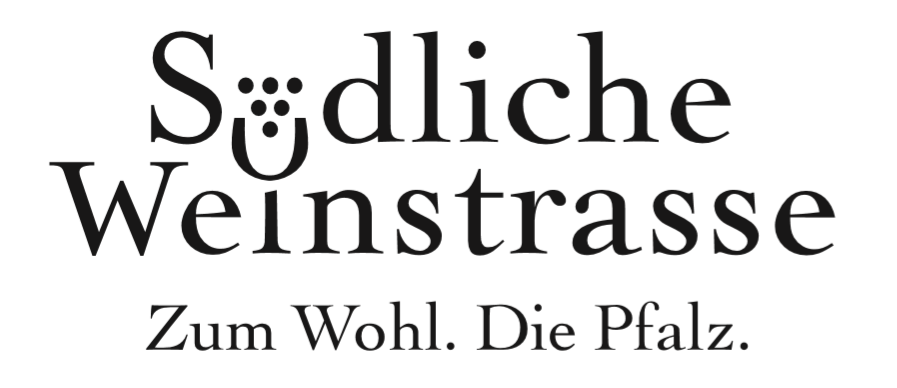 Südliche
Weinstrasse
Zum Wohl. Die Pfalz.